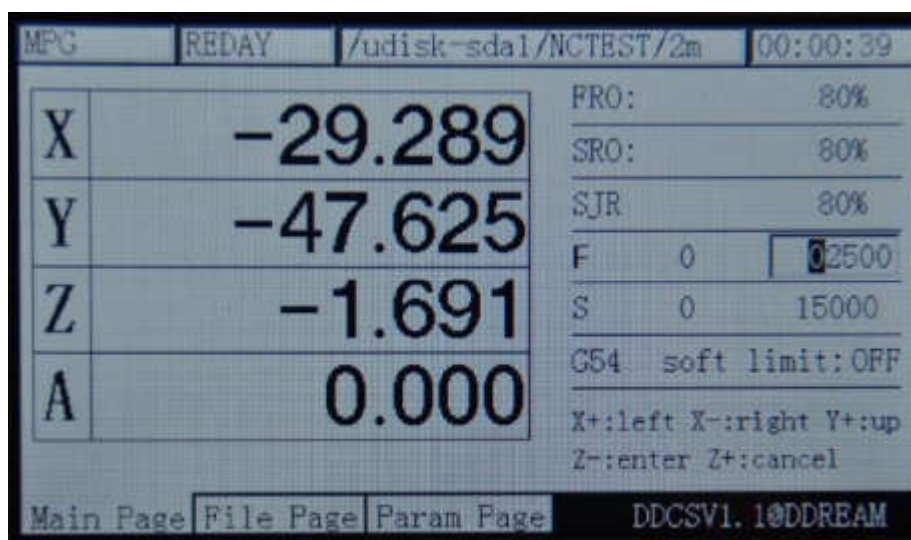 MPG REDAY /udisk-sda1/NCTEST/2m 00:00:39
X -29.289
Y -47.625
Z -1.691
A 0.000
FRO: 80%
SRO: 80%
SJR 80%
F 0 02500
S 0 15000
G54 soft limit:OFF
X+:left X-:right Y+:up
Z-:enter Z+:cancel
Main Page File Page Param Page DDCSV1.1@DDREAM